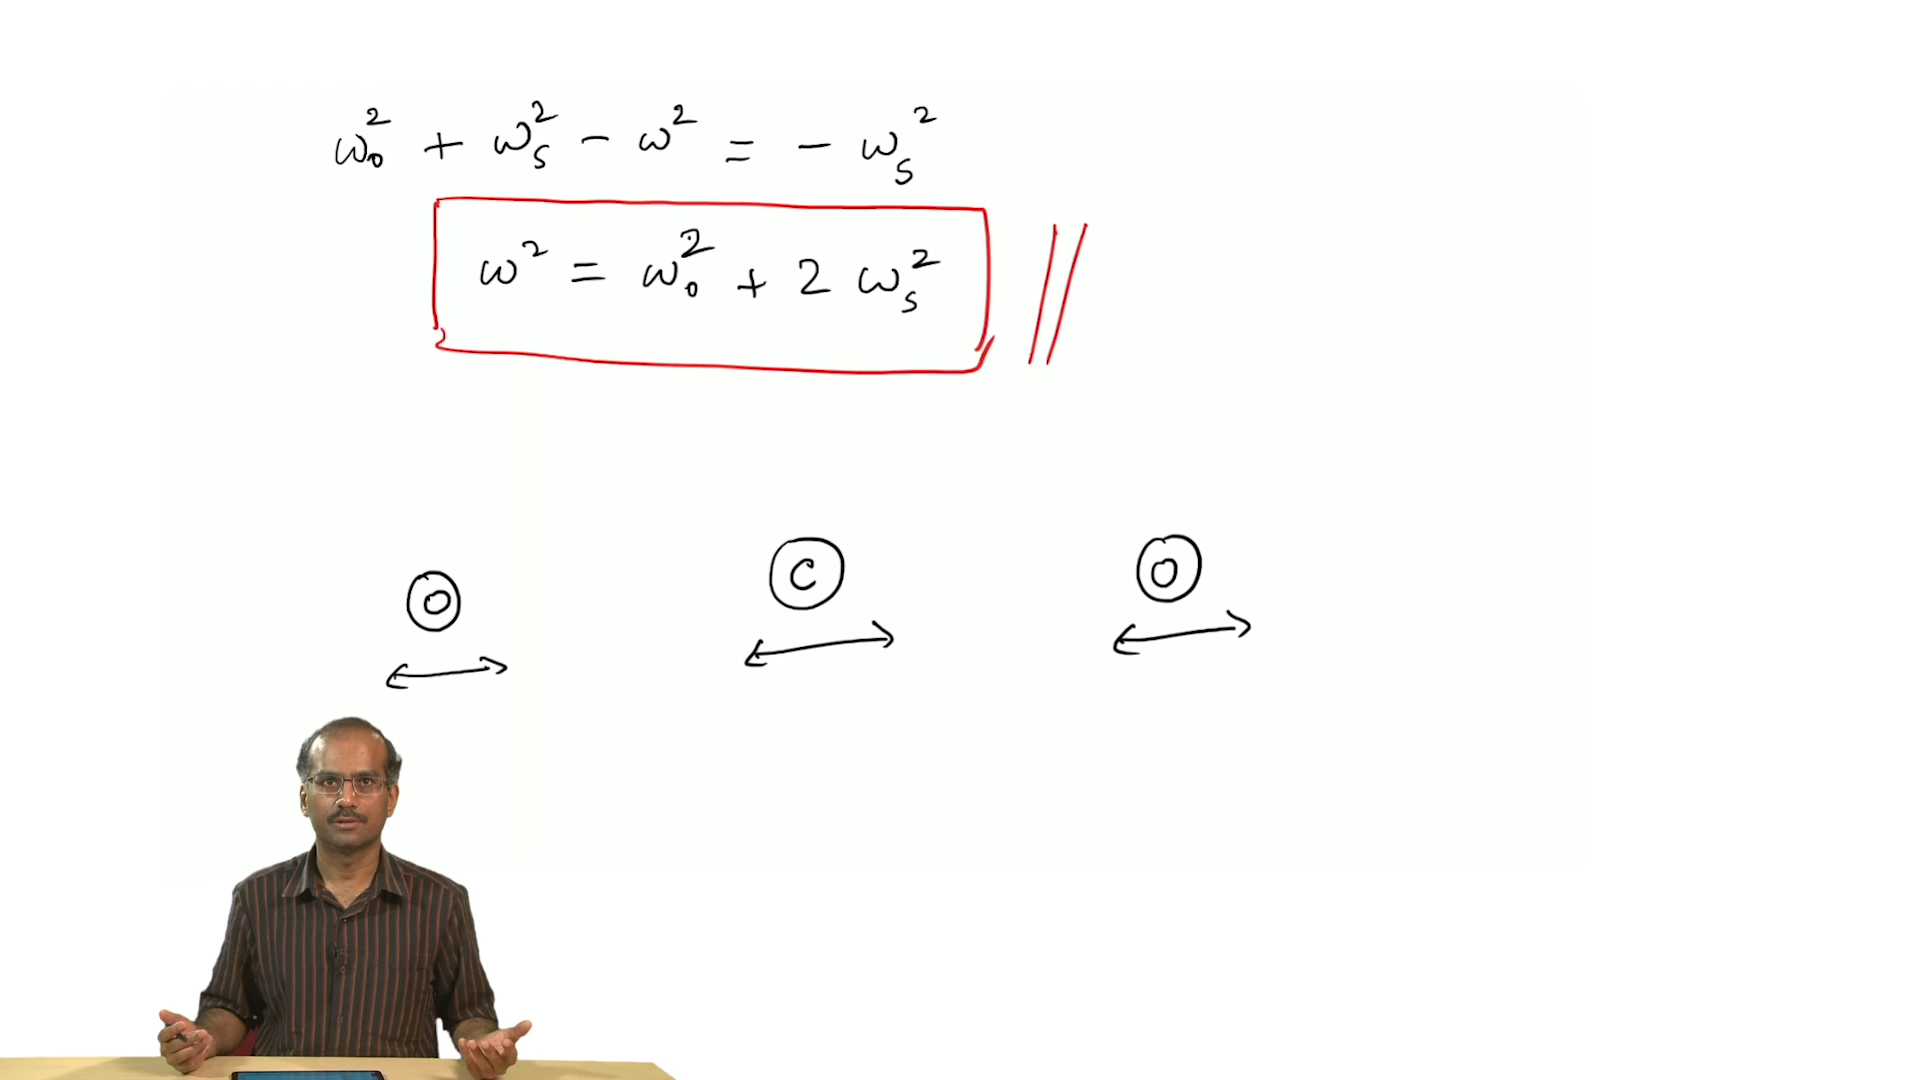 ω₀² + ωₛ² − ω² = − ωₛ²
ω² = ω₀² + 2 ωₛ²
O C O